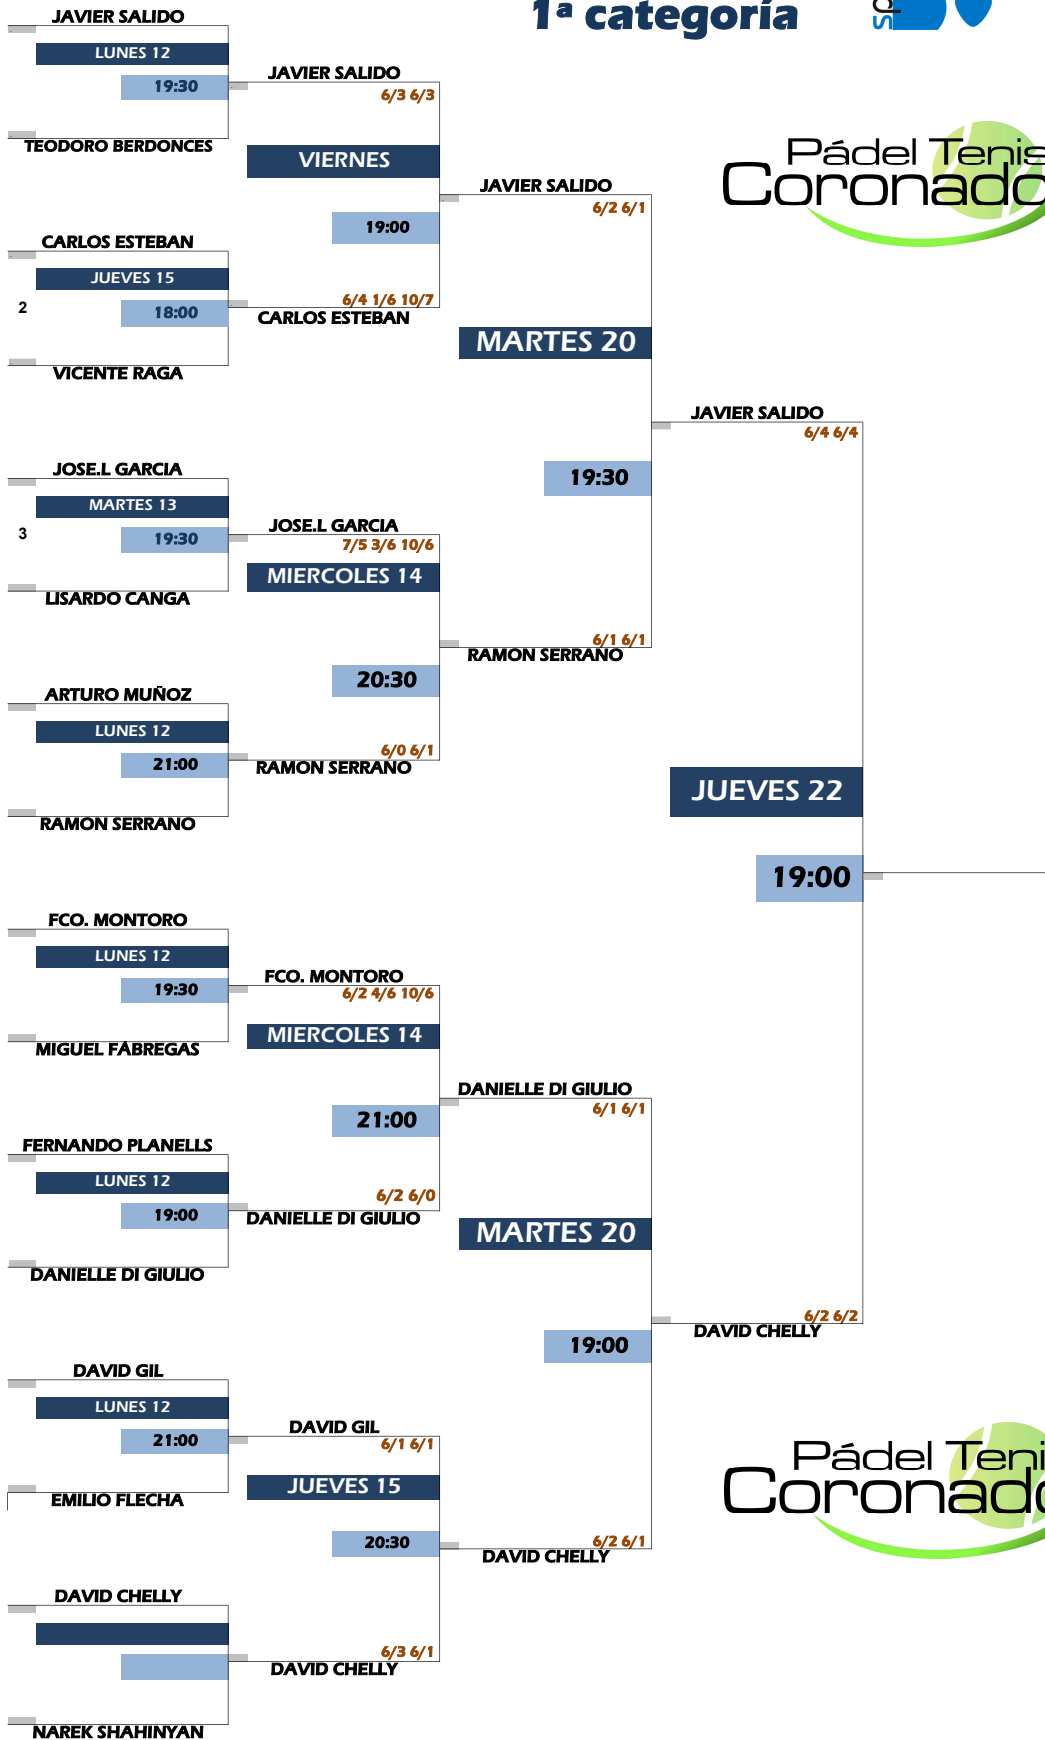 1ª categoría
JAVIER SALIDO
LUNES 12
19:30
TEODORO BERDONCES
JAVIER SALIDO
6/3 6/3
VIERNES
19:00
CARLOS ESTEBAN
JUEVES 15
2
18:00
VICENTE RAGA
6/4 1/6 10/7
CARLOS ESTEBAN
JAVIER SALIDO
6/2 6/1
MARTES 20
19:30
JOSE.L GARCIA
MARTES 13
3
19:30
LISARDO CANGA
JOSE.L GARCIA
7/5 3/6 10/6
MIERCOLES 14
20:30
ARTURO MUÑOZ
LUNES 12
21:00
RAMON SERRANO
6/0 6/1
RAMON SERRANO
6/1 6/1
RAMON SERRANO
JAVIER SALIDO
6/4 6/4
JUEVES 22
19:00
FCO. MONTORO
LUNES 12
19:30
MIGUEL FÁBREGAS
FCO. MONTORO
6/2 4/6 10/6
MIERCOLES 14
21:00
FERNANDO PLANELLS
LUNES 12
19:00
DANIELLE DI GIULIO
6/2 6/0
DANIELLE DI GIULIO
DANIELLE DI GIULIO
6/1 6/1
MARTES 20
19:00
DAVID GIL
LUNES 12
21:00
EMILIO FLECHA
DAVID GIL
6/1 6/1
JUEVES 15
20:30
DAVID CHELLY
NAREK SHAHINYAN
6/3 6/1
DAVID CHELLY
6/2 6/1
DAVID CHELLY
6/2 6/2
DAVID CHELLY
Pádel Tenis
Coronado
Pádel Teni
Coronado